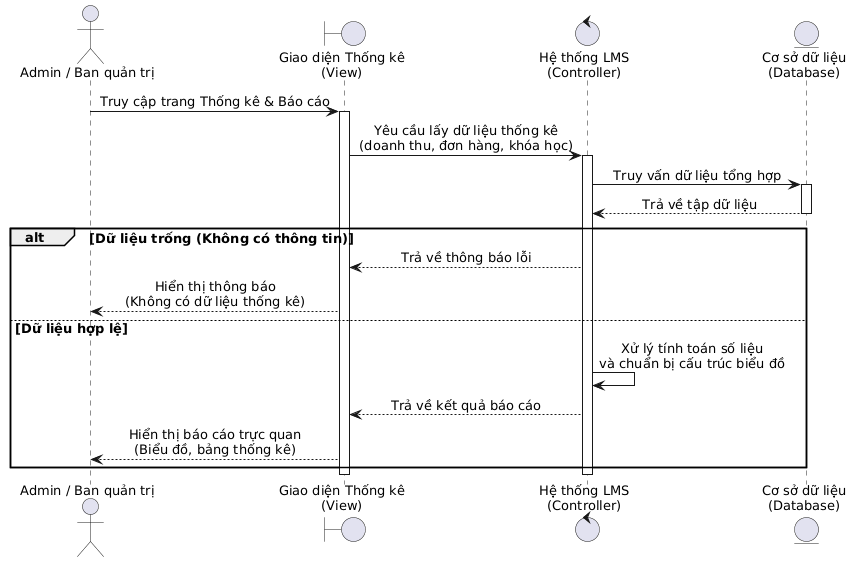 Admin / Ban quản trị
Giao diện Thống kê
(View)
Hệ thống LMS
(Controller)
Cơ sở dữ liệu
(Database)
Truy cập trang Thống kê & Báo cáo
Yêu cầu lấy dữ liệu thống kê
(doanh thu, đơn hàng, khóa học)
Truy vấn dữ liệu tổng hợp
Trả về tập dữ liệu
alt
[Dữ liệu trống (Không có thông tin)]
Trả về thông báo lỗi
Hiển thị thông báo
(Không có dữ liệu thống kê)
[Dữ liệu hợp lệ]
Xử lý tính toán số liệu
và chuẩn bị cấu trúc biểu đồ
Trả về kết quả báo cáo
Hiển thị báo cáo trực quan
(Biểu đồ, bảng thống kê)
Admin / Ban quản trị
Giao diện Thống kê
(View)
Hệ thống LMS
(Controller)
Cơ sở dữ liệu
(Database)